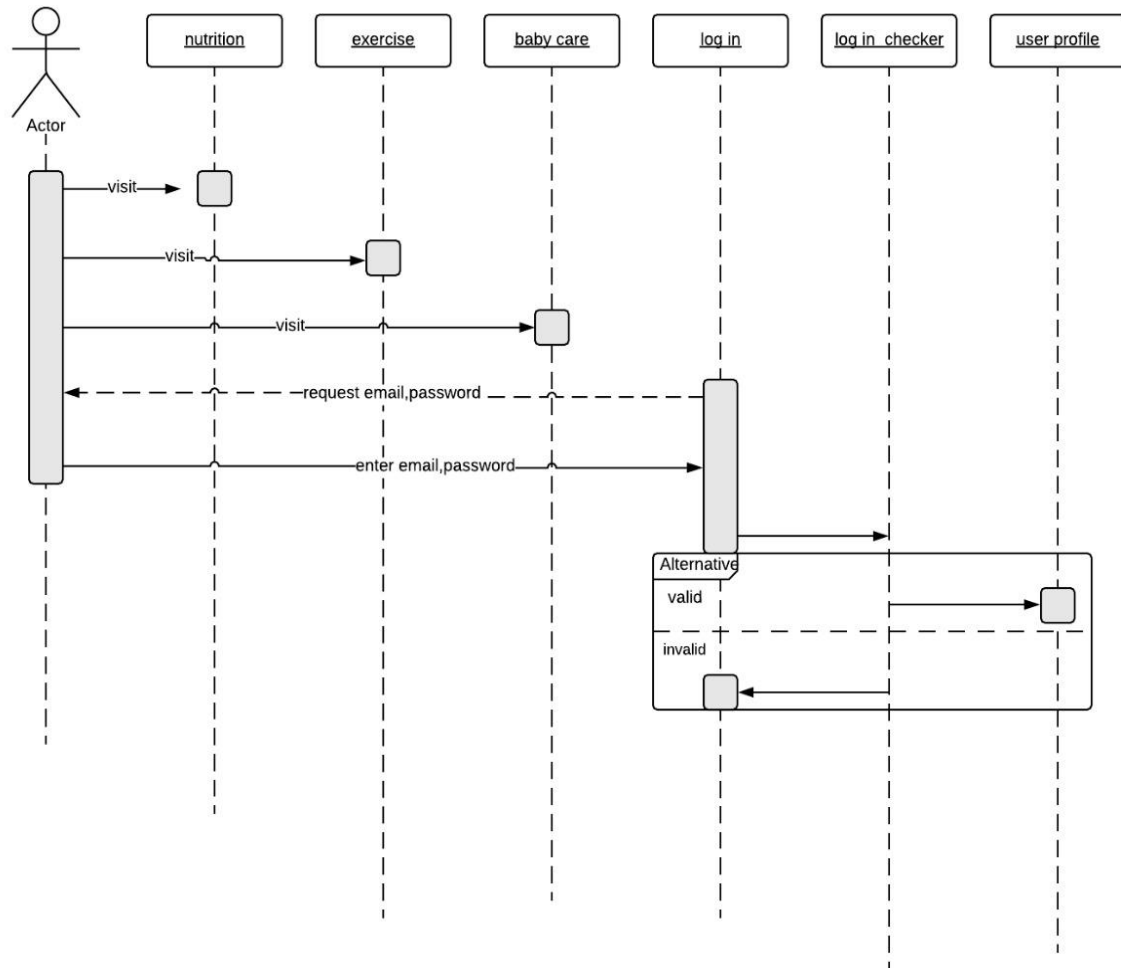 nutrition
exercise
baby care
log in
log in_checker
user profile
Actor
visit
visit
visit
request email,password
enter email,password
Alternative
valid
invalid